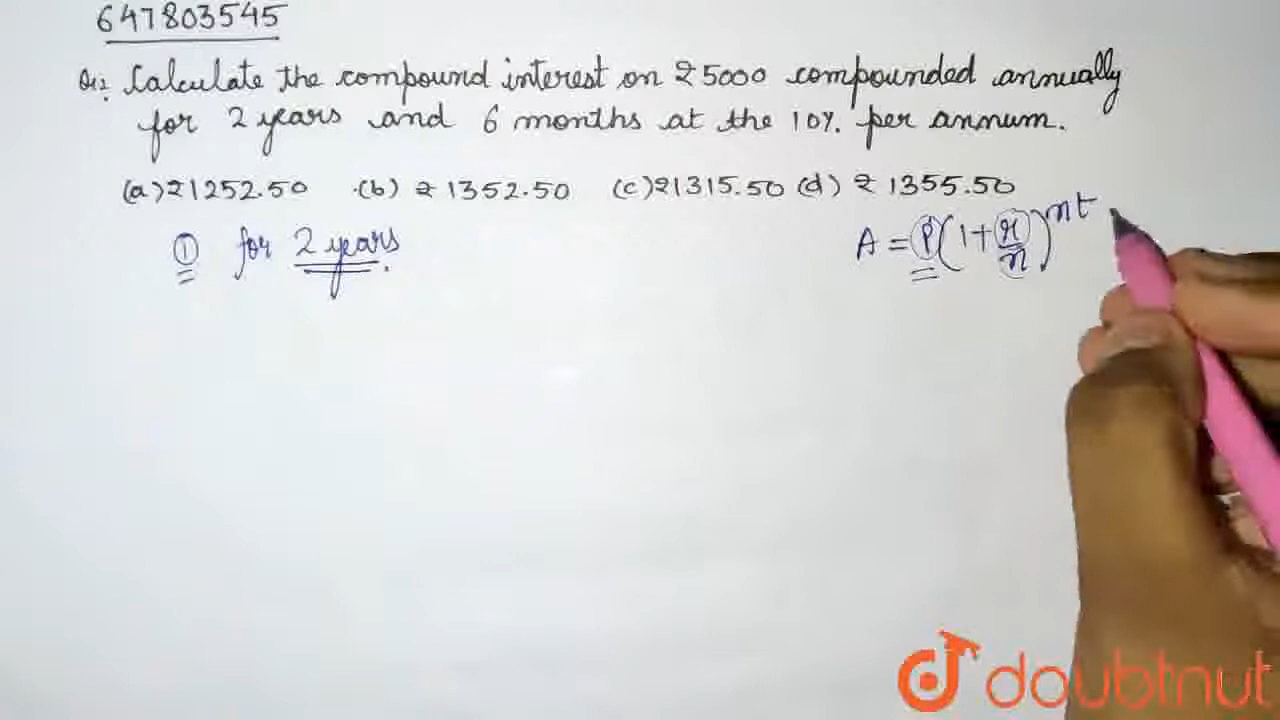 647803545
Q1: Calculate the compound interest on ₹5000 compounded annually
for 2 years and 6 months at the 10%. per annum.
(a) ₹1252.50 (b) ₹ 1352.50 (c) ₹1315.50 (d) ₹ 1355.50
① for 2 years.
A = P(1+r/n)^nt
doubtnut